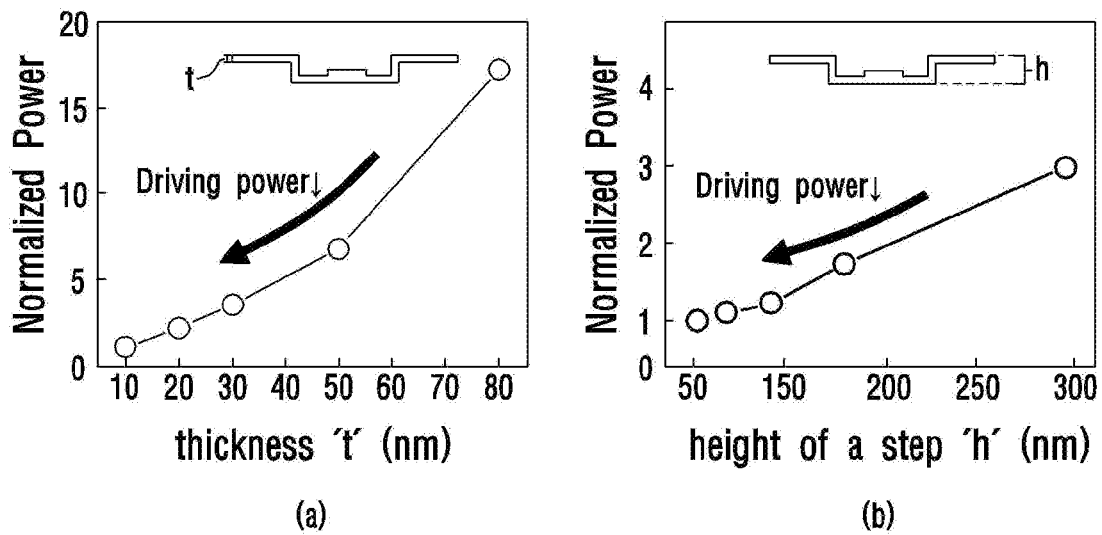 Normalized Power
20
15
10
5
0
t
Driving power↓
10 20 30 40 50 60 70 80
thickness ´t´ (nm)
(a)
Normalized Power
4
3
2
1
0
h
Driving power↓
50 150 200 250 300
height of a step ´h´ (nm)
(b)